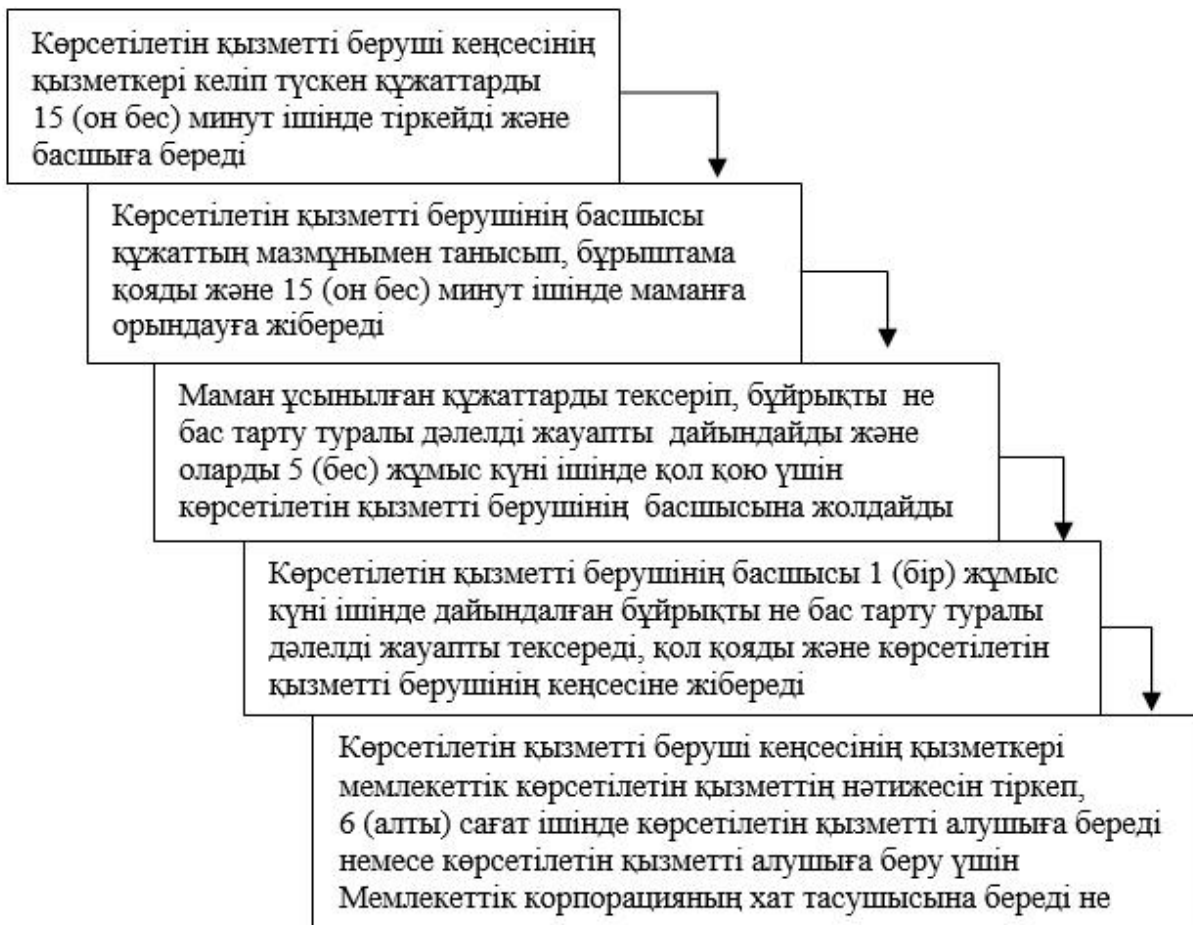 Көрсетілетін қызметті беруші кеңсесінің
қызметкері келіп түскен құжаттарды
15 (он бес) минут ішінде тіркейді және
басшыға береді
Көрсетілетін қызметті берушінің басшысы
құжаттың мазмұнымен танысып, бұрыштама
қояды және 15 (он бес) минут ішінде маманға
орындауға жібереді
Маман ұсынылған құжаттарды тексеріп, бұйрықты не
бас тарту туралы дәлелді жауапты дайындайды және
оларды 5 (бес) жұмыс күні ішінде қол қою үшін
көрсетілетін қызметті берушінің басшысына жолдайды
Көрсетілетін қызметті берушінің басшысы 1 (бір) жұмыс
күні ішінде дайындалған бұйрықты не бас тарту туралы
дәлелді жауапты тексереді, қол қояды және көрсетілетін
қызметті берушінің кеңсесіне жібереді
Көрсетілетін қызметті беруші кеңсесінің қызметкері
мемлекеттік көрсетілетін қызметтің нәтижесін тіркеп,
6 (алты) сағат ішінде көрсетілетін қызметті алушыға береді
немесе көрсетілетін қызметті алушыға беру үшін
Мемлекеттік корпорацияның хат тасушысына береді не